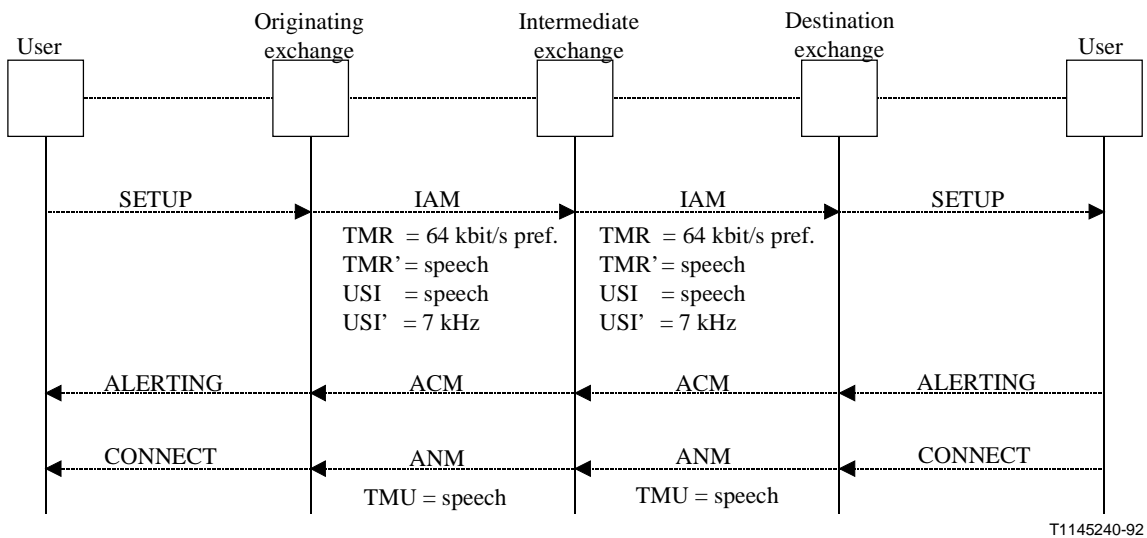 User
Originating
exchange
Intermediate
exchange
Destination
exchange
User
SETUP
IAM
IAM
SETUP
TMR = 64 kbit/s pref.
TMR’ = speech
USI = speech
USI’ = 7 kHz
TMR = 64 kbit/s pref.
TMR’ = speech
USI = speech
USI’ = 7 kHz
ALERTING
ACM
ACM
ALERTING
CONNECT
ANM
ANM
CONNECT
TMU = speech
TMU = speech
T1145240-92